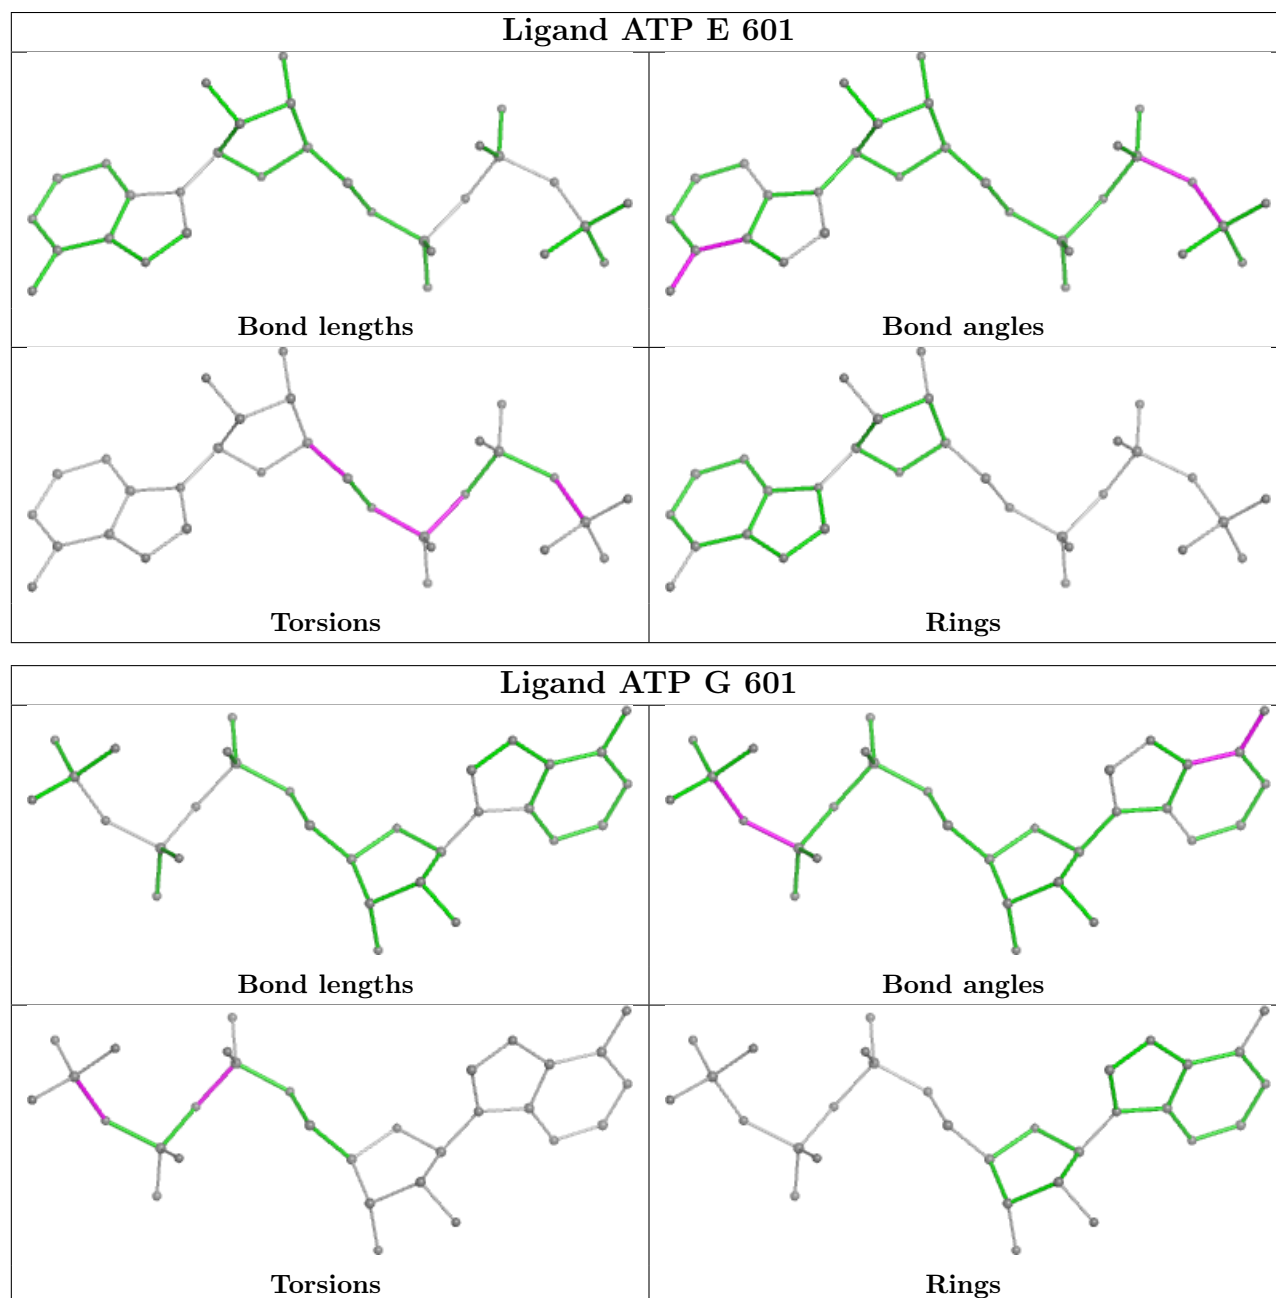 Ligand ATP E 601
Bond lengths
Bond angles
Torsions
Rings
Ligand ATP G 601
Bond lengths
Bond angles
Torsions
Rings